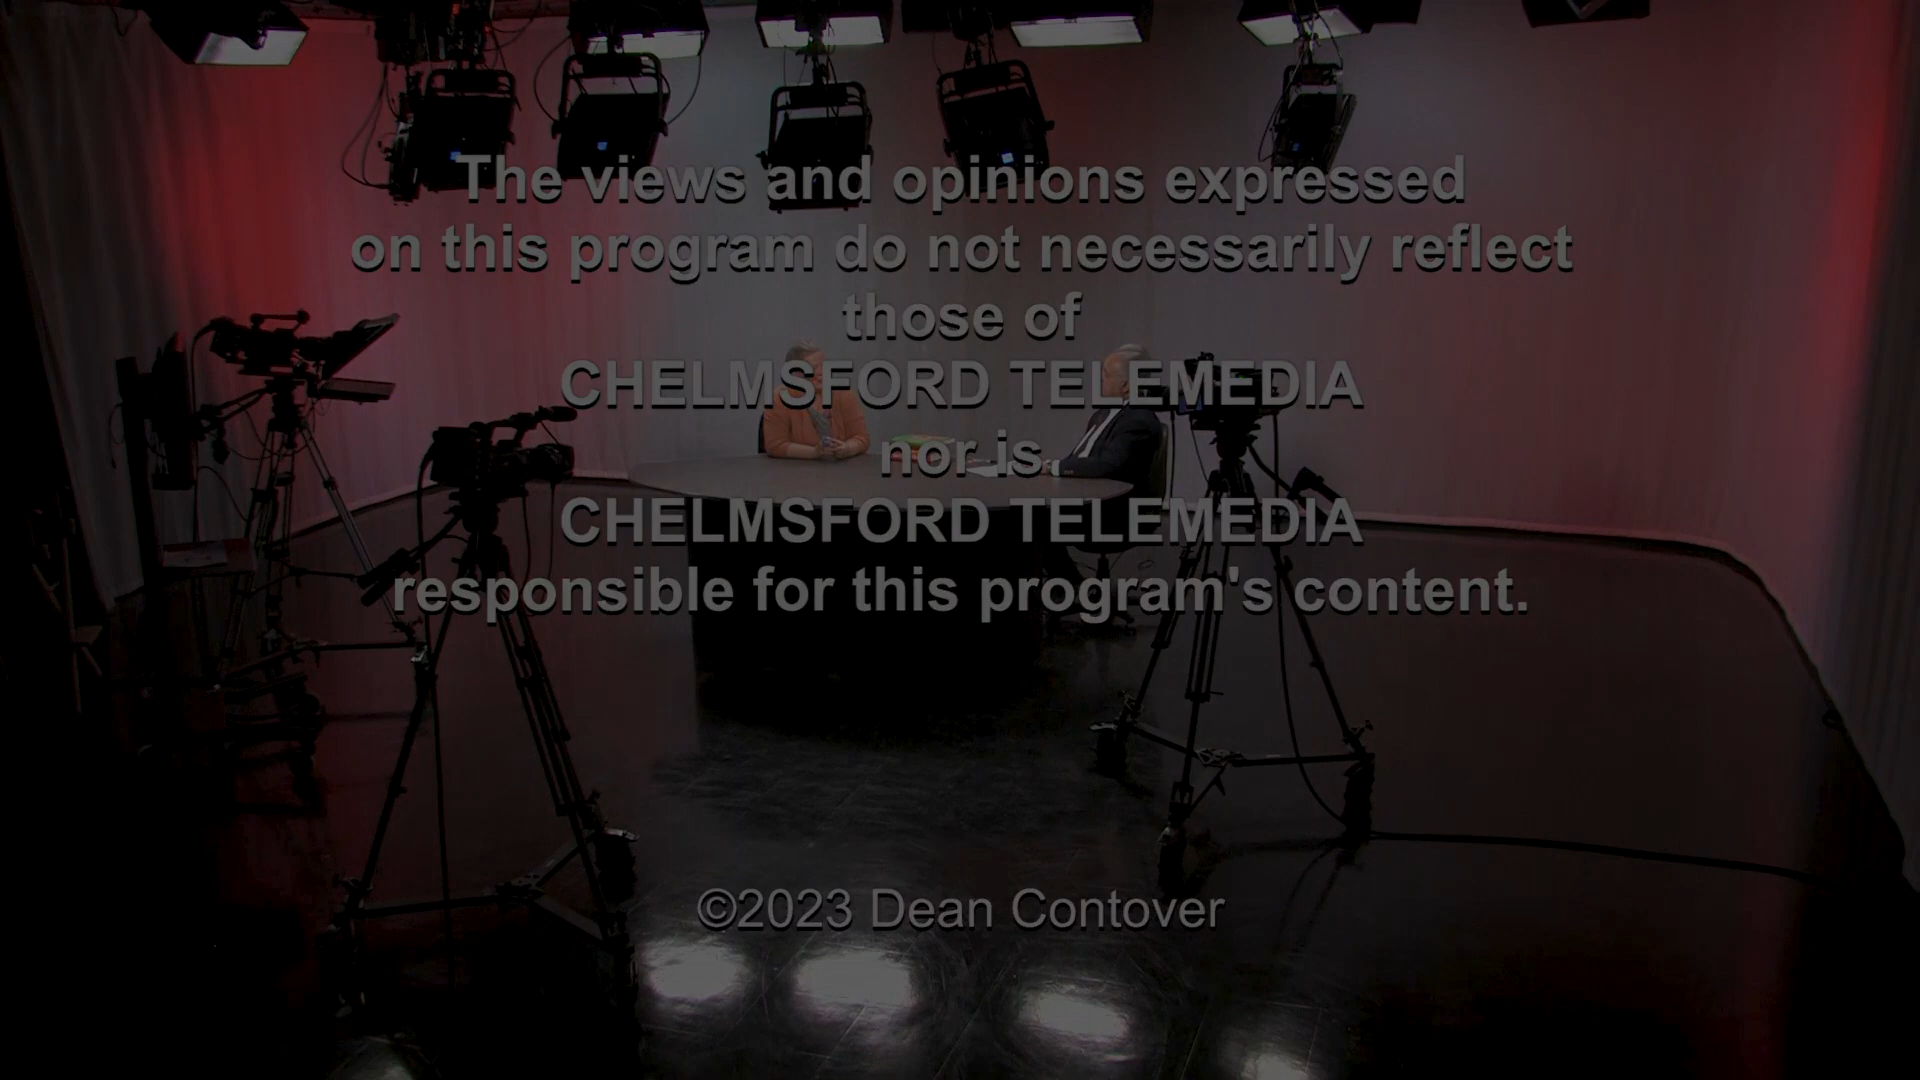 The views and opinions expressed
on this program do not necessarily reflect
those of
CHELMSFORD TELEMEDIA
nor is
CHELMSFORD TELEMEDIA
responsible for this program's content.
©2023 Dean Contover